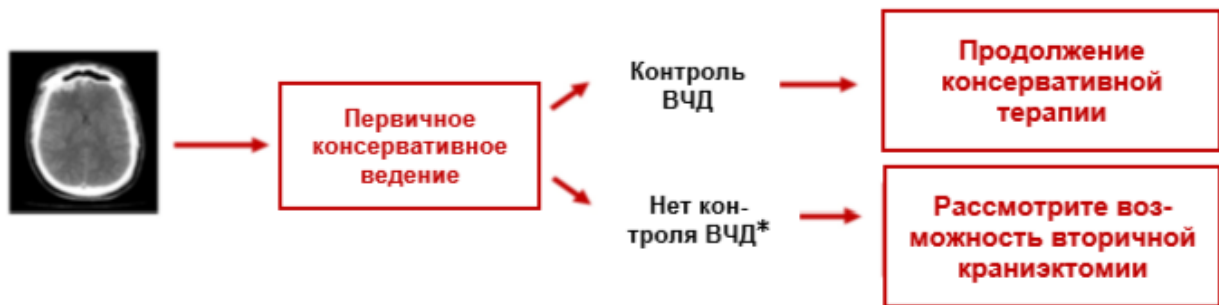 Первичное
консервативное
ведение
Контроль
ВЧД
Продолжение
консервативной
терапии
Нет кон-
троля ВЧД*
Рассмотрите воз-
можность вторичной
краниэктомии